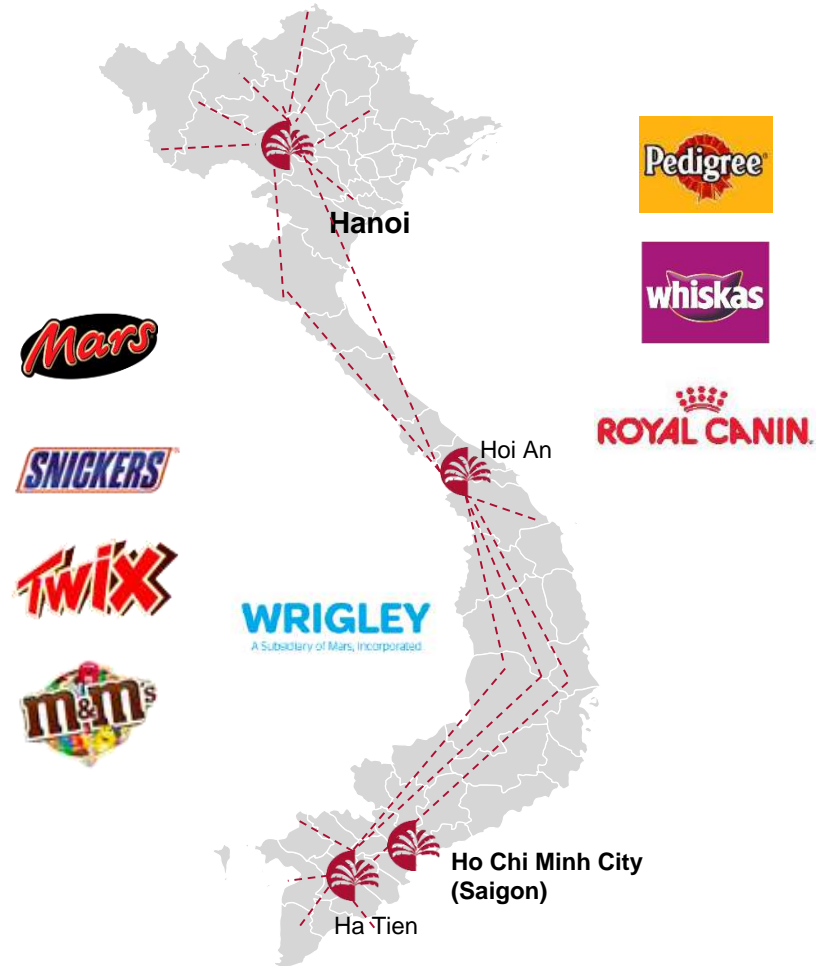 Hanoi
Pedigree
whiskas
Mars
ROYAL CANIN
Hoi An
SNICKERS
TWIX
WRIGLEY
A Subsidiary of Mars, Incorporated
m&m's
Ho Chi Minh City
(Saigon)
Ha Tien